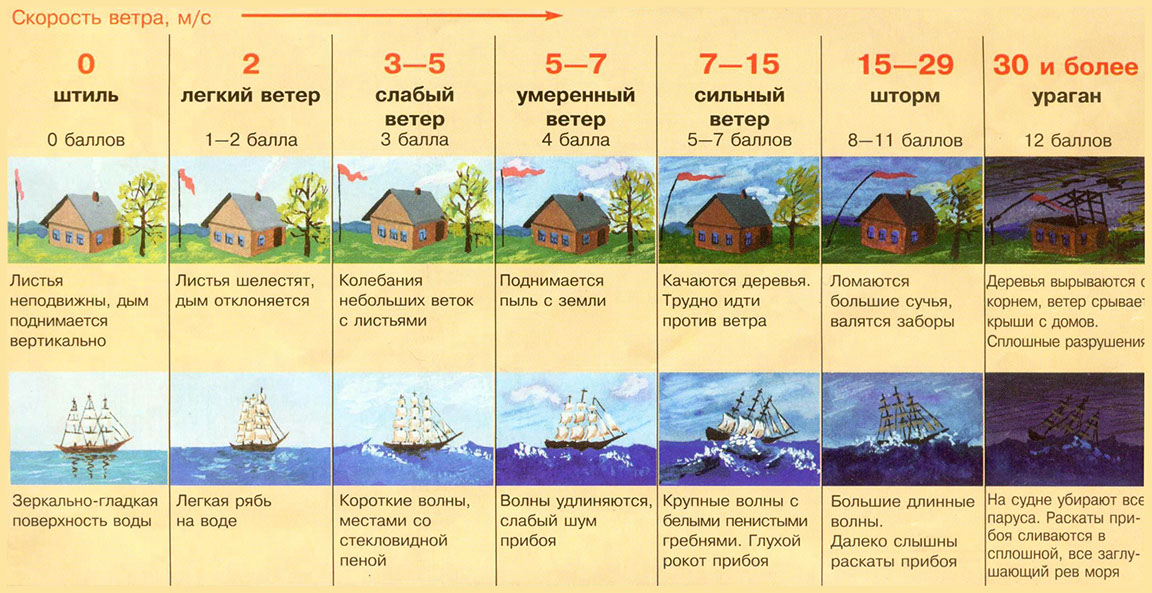 Скорость ветра, м/с
0
штиль
0 баллов
Листья
неподвижны, дым
поднимается
вертикально
Зеркально-гладкая
поверхность воды
2
легкий ветер
1—2 балла
Листья шелестят,
дым отклоняется
Легкая рябь
на воде
3—5
слабый
ветер
3 балла
Колебания
небольших веток
с листьями
Короткие волны,
местами со
стекловидной
пеной
5—7
умеренный
ветер
4 балла
Поднимается
пыль с земли
Волны удлиняются,
слабый шум
прибоя
7—15
сильный
ветер
5—7 баллов
Качаются деревья.
Трудно идти
против ветра
Крупные волны с
белыми пенистыми
гребнями. Глухой
рокот прибоя
15—29
шторм
8—11 баллов
Ломаются
большие сучья,
валятся заборы
Большие длинные
волны.
Далеко слышны
раскаты прибоя
30 и более
ураган
12 баллов
Деревья вырываются с
корнем, ветер срывает
крыши с домов.
Сплошные разрушения
На судне убирают все
паруса. Раскаты при-
боя сливаются в
сплошной, все заглу-
шающий рев моря